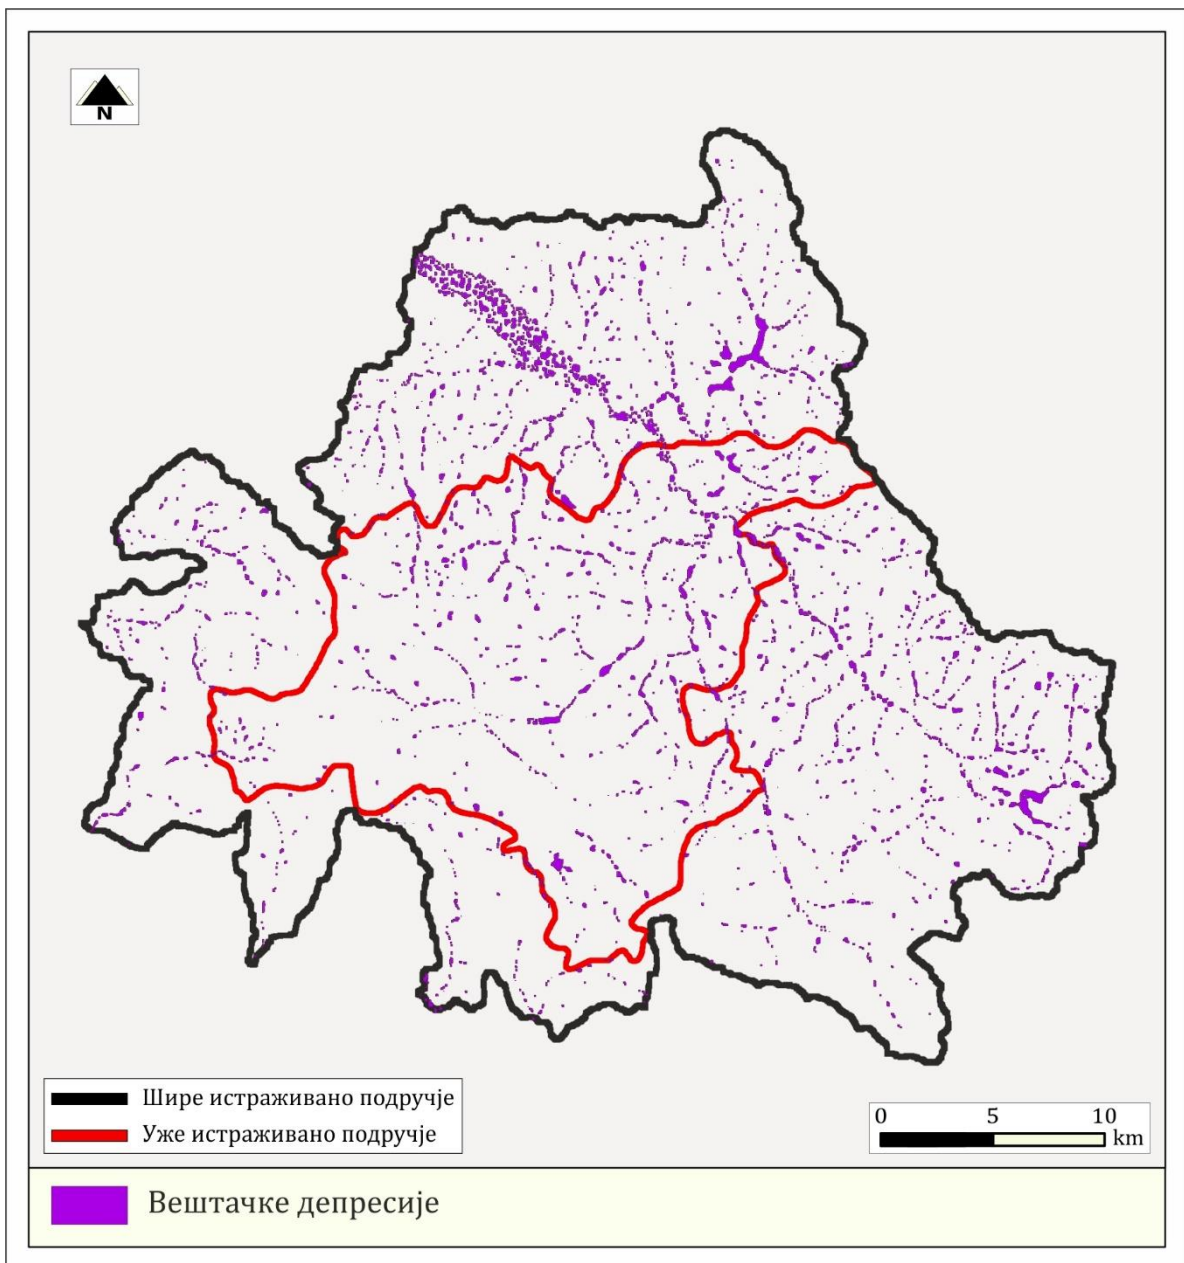 N
Шире истраживано подручје
Уже истраживано подручје
0 5 10
km
Вештачке депресије